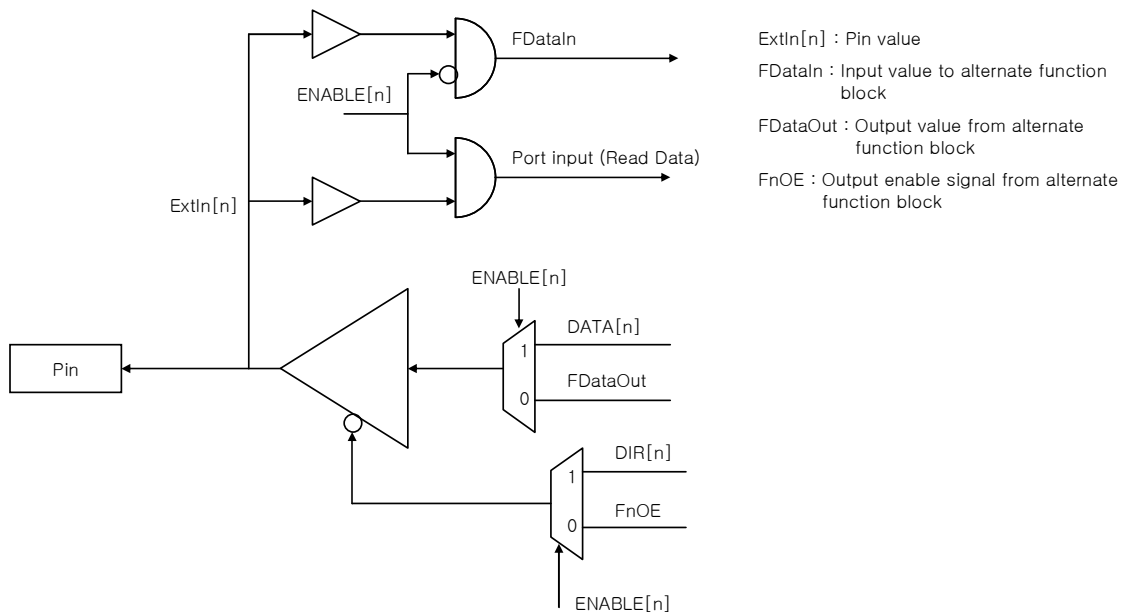 FDataIn
ENABLE[n]
Port input (Read Data)
ExtIn[n]
ExtIn[n] : Pin value
FDataIn : Input value to alternate function
block
FDataOut : Output value from alternate
function block
FnOE : Output enable signal from alternate
function block
ENABLE[n]
DATA[n]
1
FDataOut
0
Pin
DIR[n]
1
FnOE
0
ENABLE[n]